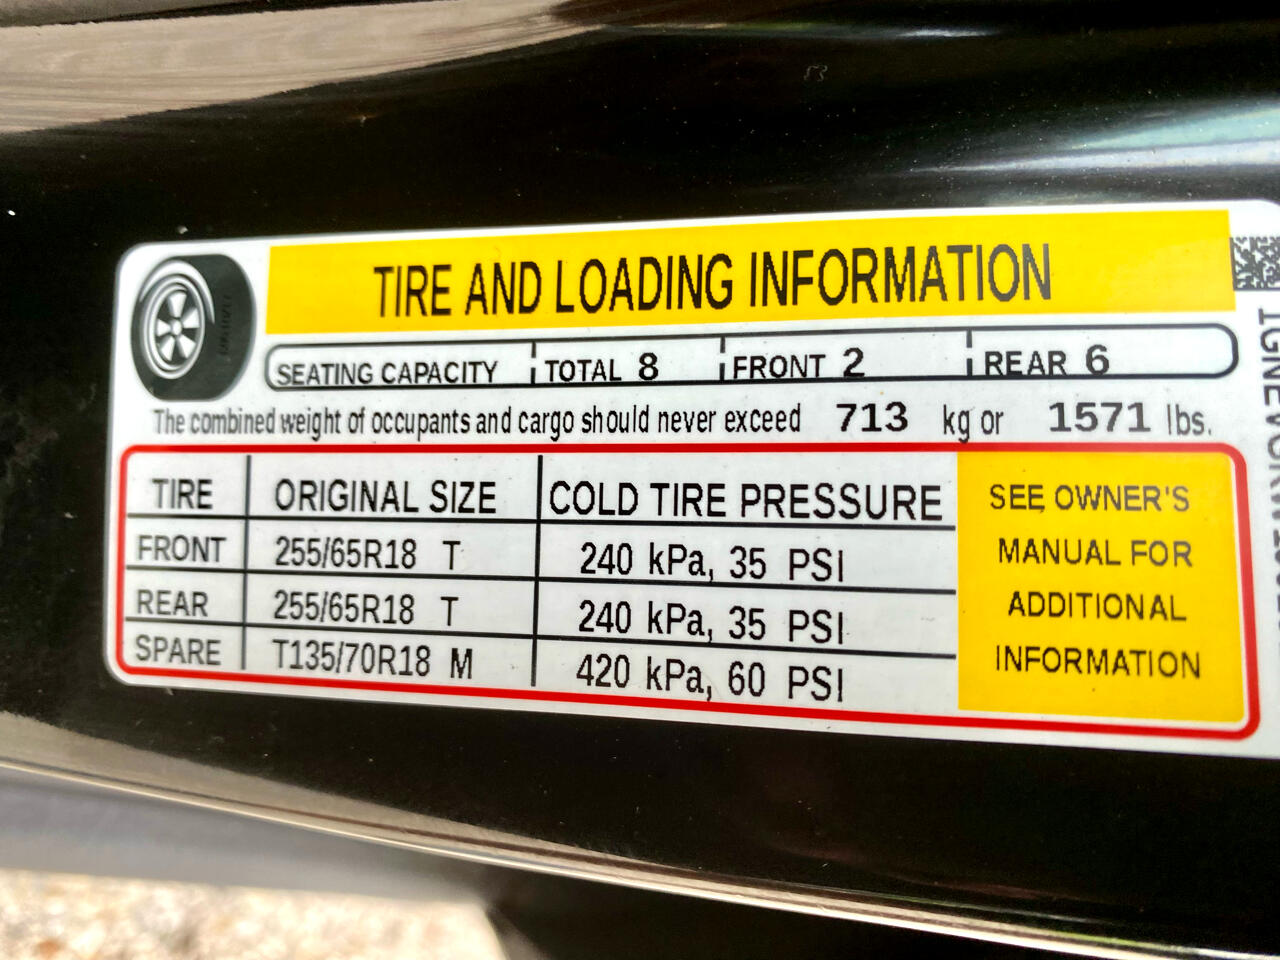 TIRE AND LOADING INFORMATION
SEATING CAPACITY TOTAL 8 FRONT 2 REAR 6
The combined weight of occupants and cargo should never exceed 713 kg or 1571 lbs.
TIRE ORIGINAL SIZE COLD TIRE PRESSURE
FRONT 255/65R18 T 240 kPa, 35 PSI
REAR 255/65R18 T 240 kPa, 35 PSI
SPARE T135/70R18 M 420 kPa, 60 PSI
SEE OWNER'S
MANUAL FOR
ADDITIONAL
INFORMATION